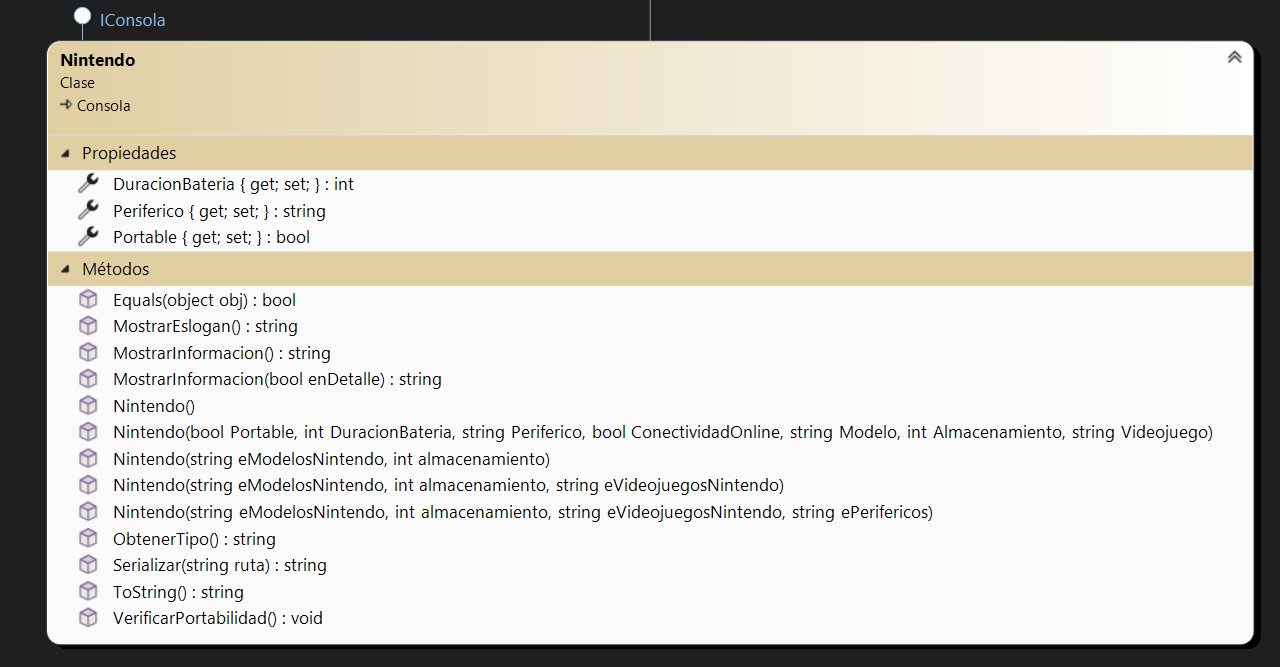 IConsola
Nintendo
Clase
Consola
Propiedades
DuracionBateria { get; set; } : int
Periferico { get; set; } : string
Portable { get; set; } : bool
Métodos
Equals(object obj) : bool
MostrarEslogan() : string
MostrarInformacion() : string
MostrarInformacion(bool enDetalle) : string
Nintendo()
Nintendo(bool Portable, int DuracionBateria, string Periferico, bool ConectividadOnline, string Modelo, int Almacenamiento, string Videojuego)
Nintendo(string eModelosNintendo, int almacenamiento)
Nintendo(string eModelosNintendo, int almacenamiento, string eVideojuegosNintendo)
Nintendo(string eModelosNintendo, int almacenamiento, string eVideojuegosNintendo, string ePerifericos)
ObtenerTipo() : string
Serializar(string ruta) : string
ToString() : string
VerificarPortabilidad() : void